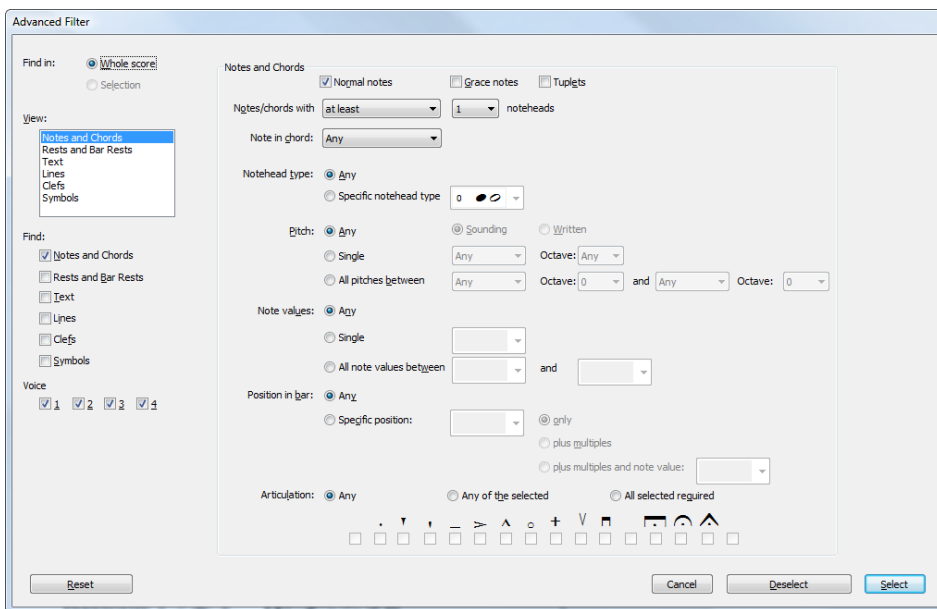 Advanced Filter
Find in:
Whole score
Selection
View:
Notes and Chords
Rests and Bar Rests
Text
Lines
Clefs
Symbols
Find:
Notes and Chords
Rests and Bar Rests
Text
Lines
Clefs
Symbols
Voice
1 2 3 4
Notes and Chords
Normal notes Grace notes Tuplets
Notes/chords with at least 1 noteheads
Note in chord: Any
Notehead type: Any
Specific notehead type 0
Pitch: Any Sounding Written
Single Any Octave: Any
All pitches between Any Octave: 0 and Any Octave: 0
Note values: Any
Single
All note values between and
Position in bar: Any
Specific position: only
plus multiples
plus multiples and note value:
Articulation: Any Any of the selected All selected required
Reset Cancel Deselect Select